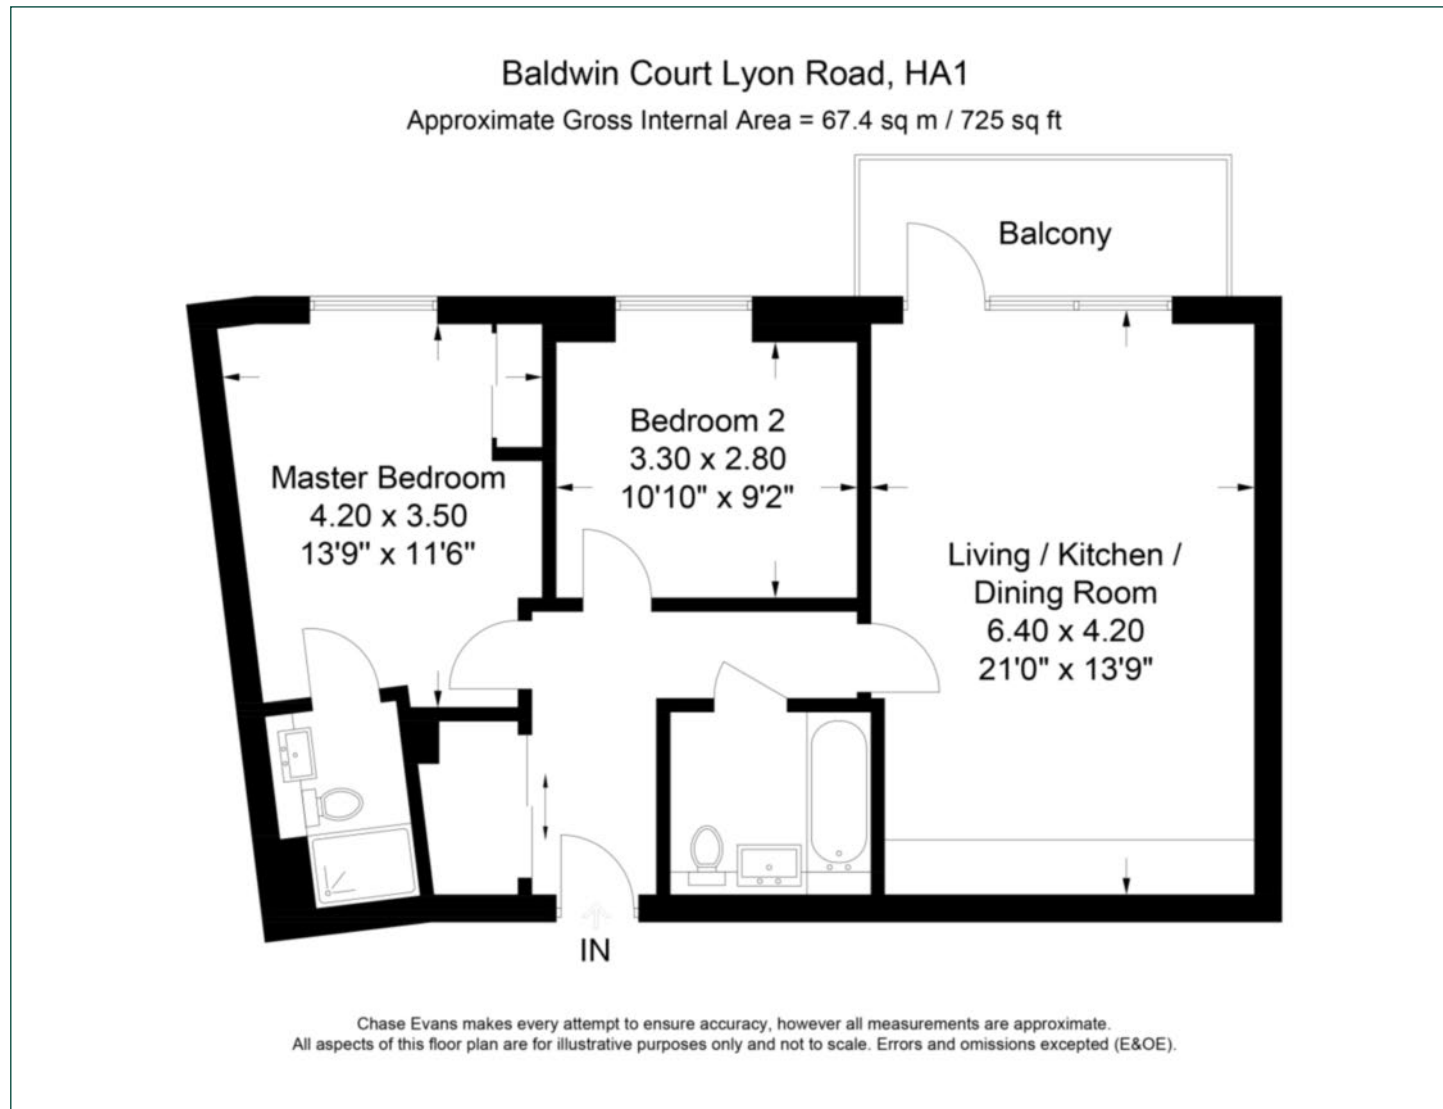 Baldwin Court Lyon Road, HA1
Approximate Gross Internal Area = 67.4 sq m / 725 sq ft
Balcony
Bedroom 2
3.30 x 2.80
10'10" x 9'2"
Master Bedroom
4.20 x 3.50
13'9" x 11'6"
Living / Kitchen /
Dining Room
6.40 x 4.20
21'0" x 13'9"
IN
Chase Evans makes every attempt to ensure accuracy, however all measurements are approximate.
All aspects of this floor plan are for illustrative purposes only and not to scale. Errors and omissions excepted (E&OE).